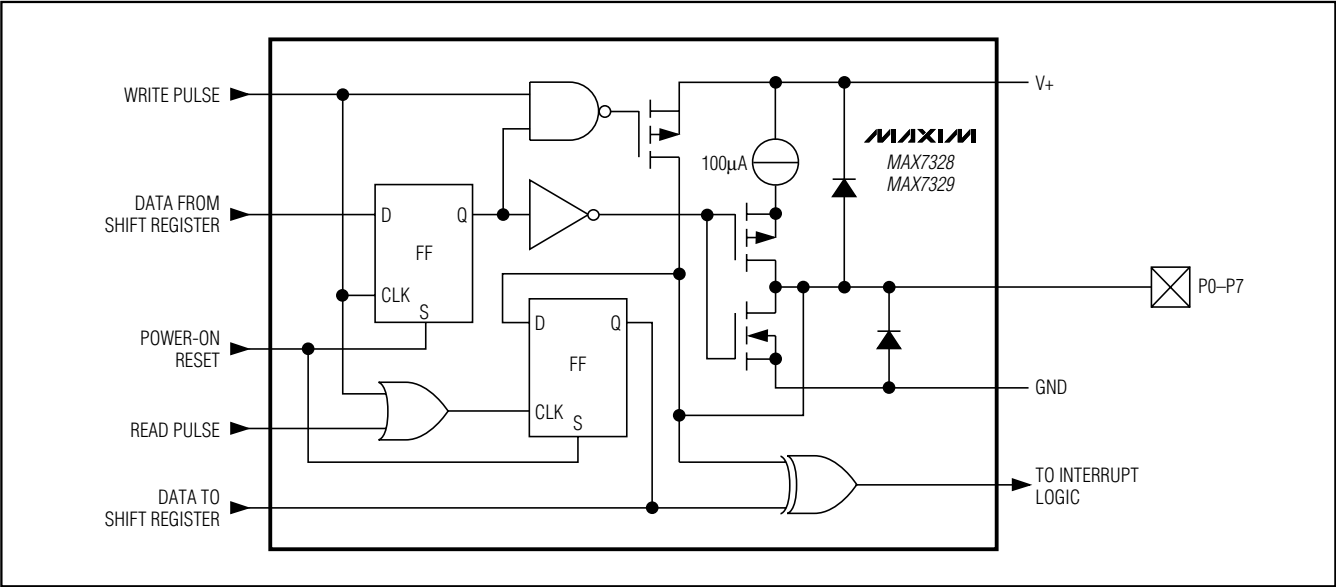 WRITE PULSE
V+
MAXIM
MAX7328
MAX7329
100μA
DATA FROM
SHIFT REGISTER
D
Q
FF
CLK
S
P0–P7
POWER-ON
RESET
D
Q
FF
CLK
S
GND
READ PULSE
DATA TO
SHIFT REGISTER
TO INTERRUPT
LOGIC